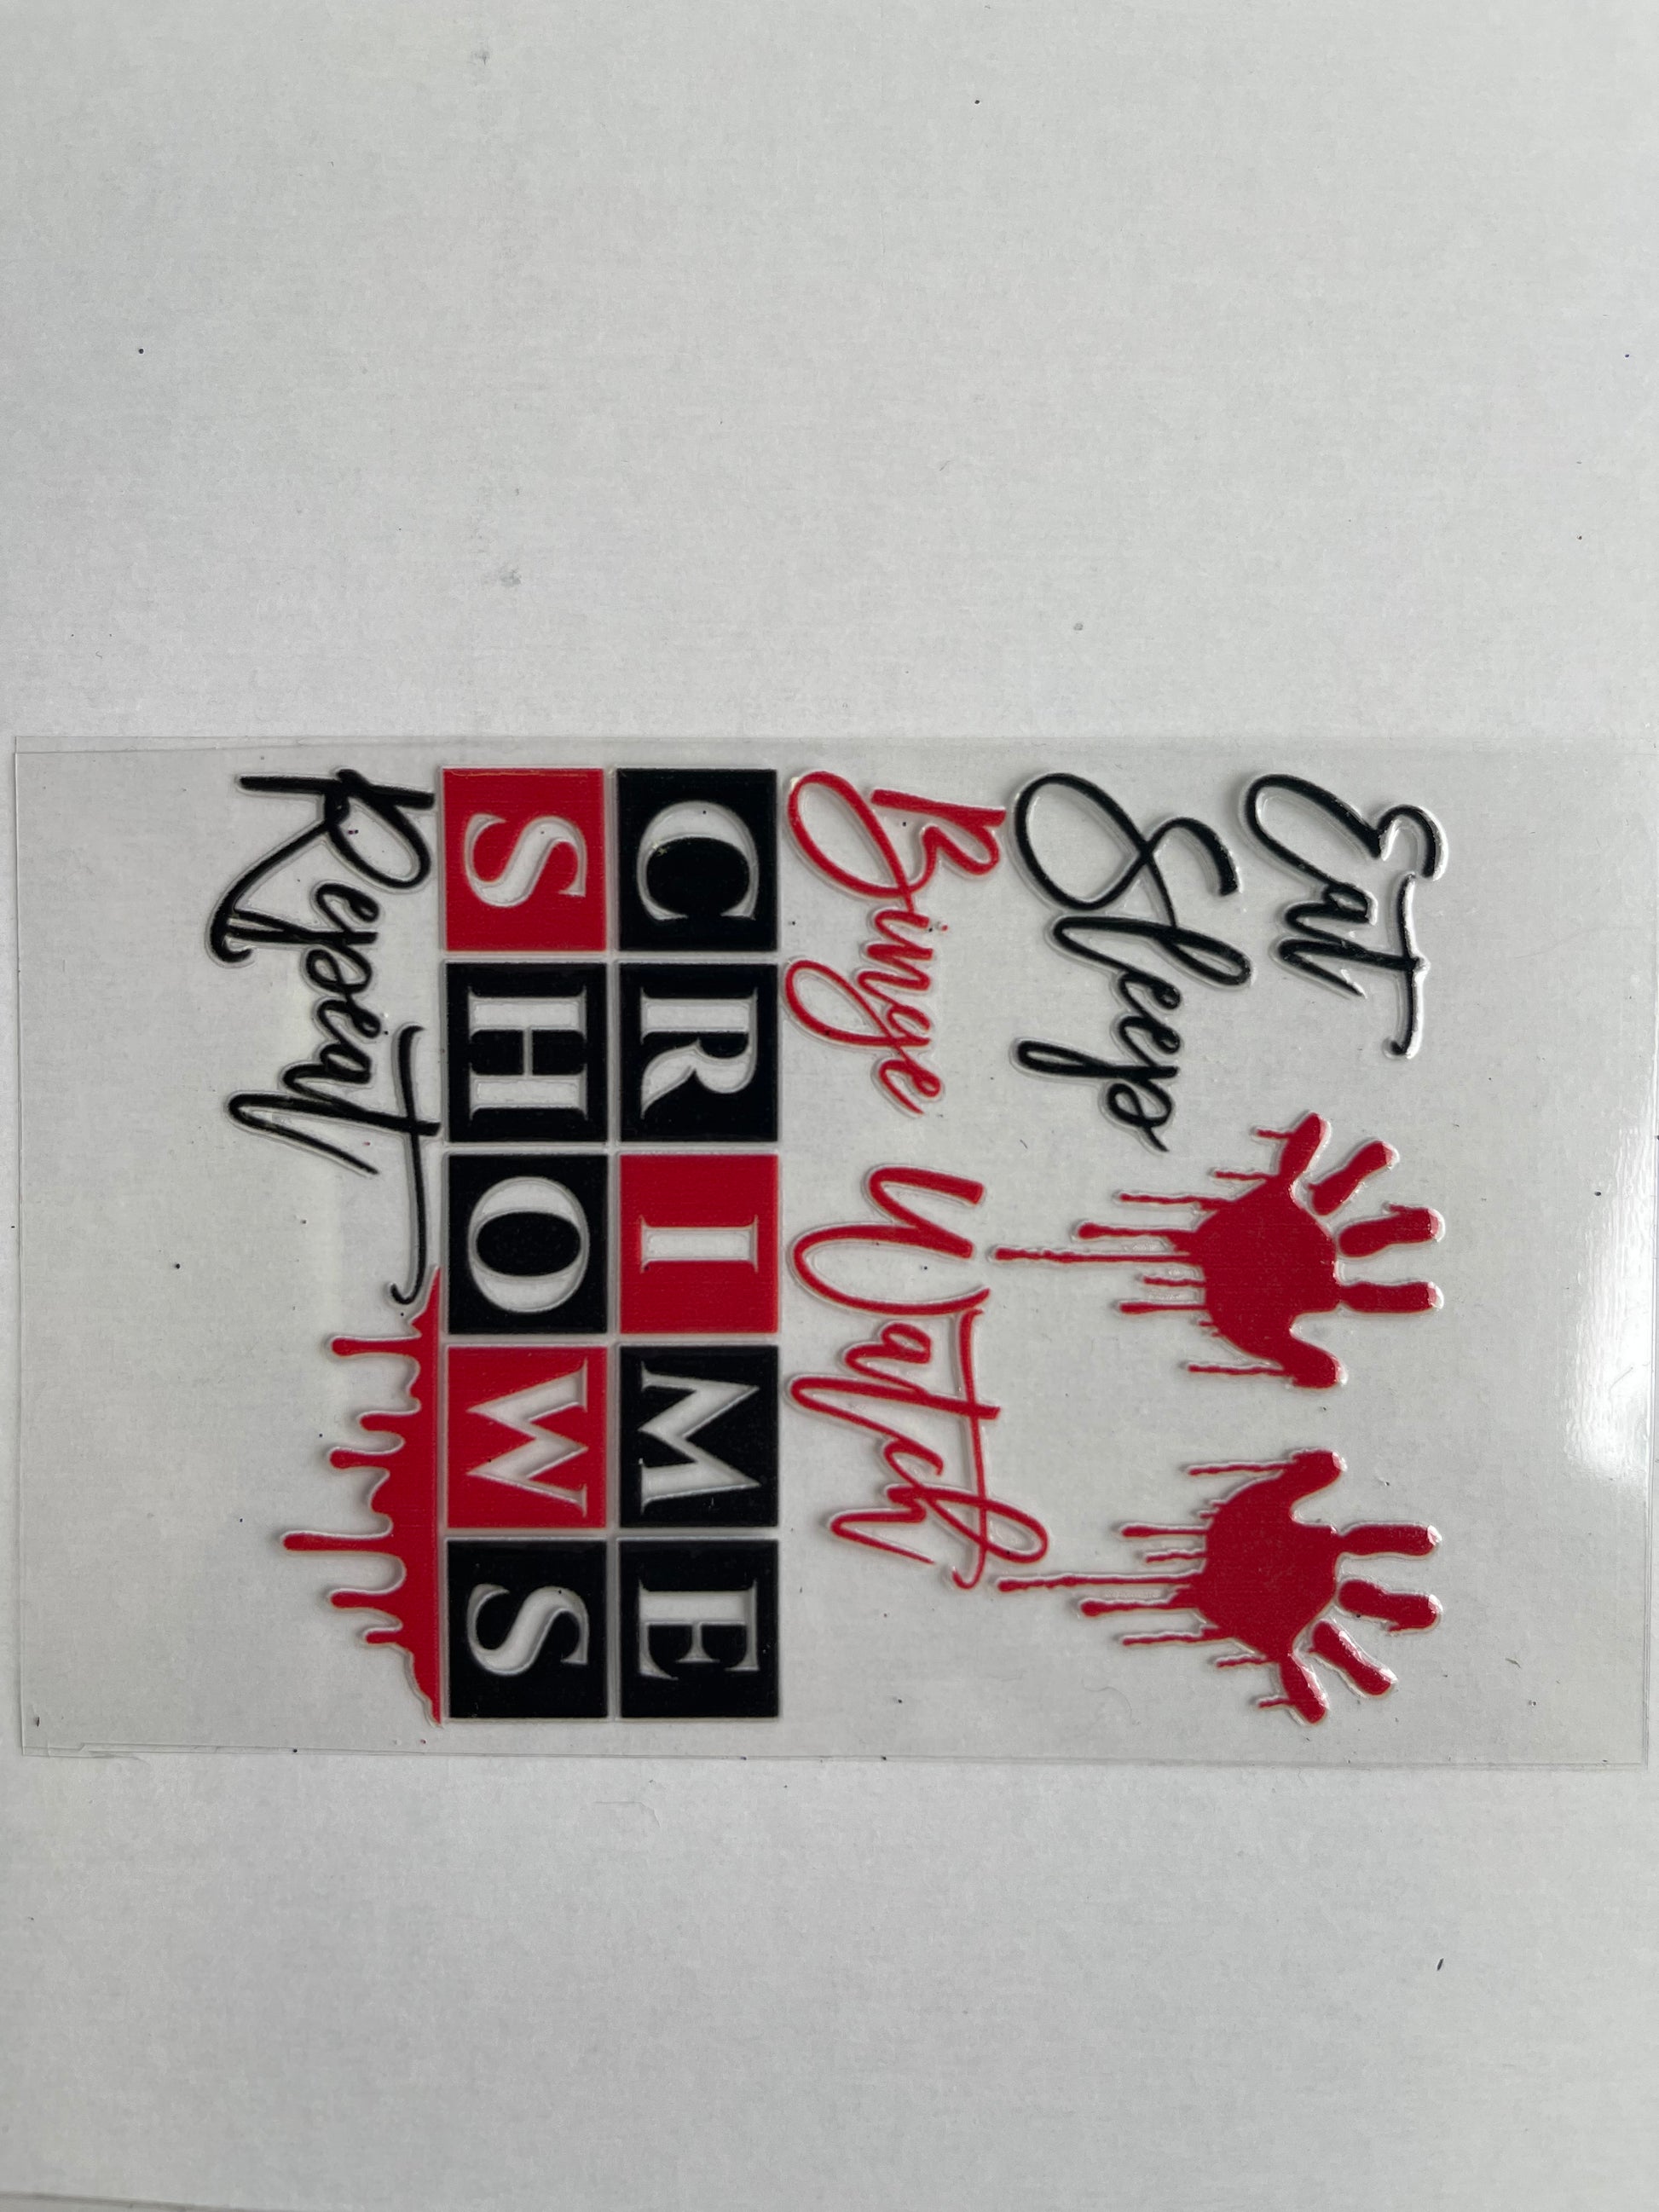 Eat
Sleep
Binge Watch
CRIME
SHOWS
Repeat